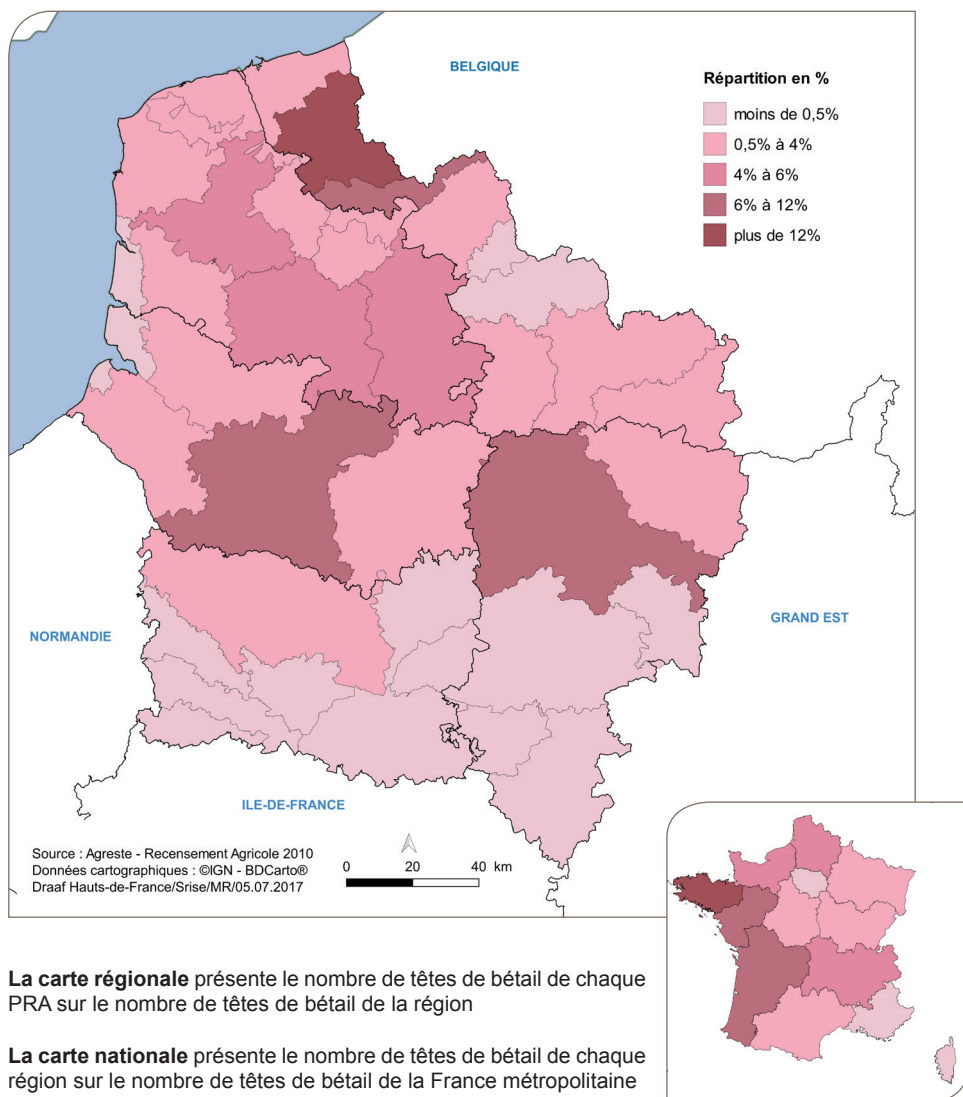 BELGIQUE
Répartition en %
moins de 0,5%
0,5% à 4%
4% à 6%
6% à 12%
plus de 12%
NORMANDIE
GRAND EST
ILE-DE-FRANCE
Source : Agreste - Recensement Agricole 2010
Données cartographiques : ©IGN - BDCarto®
Draaf Hauts-de-France/Srise/MR/05.07.2017
0 20 40 km
La carte régionale présente le nombre de têtes de bétail de chaque
PRA sur le nombre de têtes de bétail de la région
La carte nationale présente le nombre de têtes de bétail de chaque
région sur le nombre de têtes de bétail de la France métropolitaine